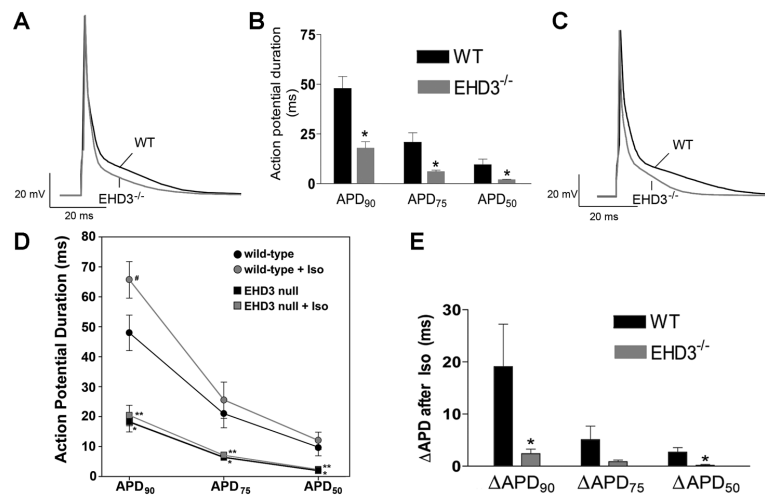 A
WT
EHD3-/-
20 mV
20 ms
B
Action potential duration
(ms)
75
50
25
0
WT
EHD3-/-
*
*
*
APD90
APD75
APD50
C
WT
EHD3-/-
20 mV
20 ms
D
Action Potential Duration (ms)
80
70
60
50
40
30
20
10
0
wild-type
wild-type + Iso
EHD3 null
EHD3 null + Iso
#
**
*
**
*
**
*
APD90
APD75
APD50
E
ΔAPD after Iso (ms)
30
20
10
0
WT
EHD3-/-
*
*
ΔAPD90
ΔAPD75
ΔAPD50